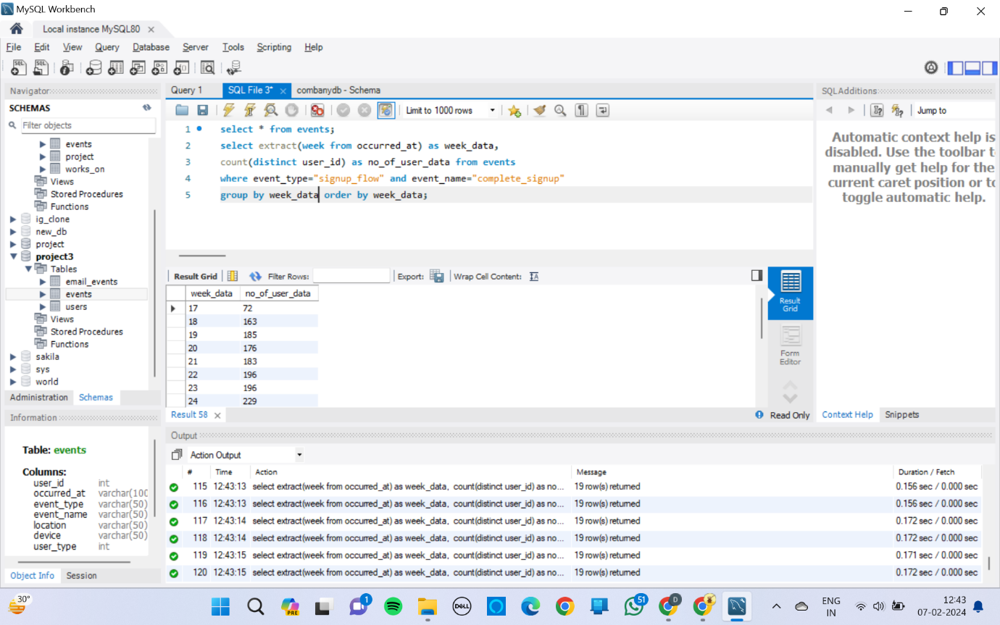 MySQL Workbench
Local instance MySQL80
File Edit View Query Database Server Tools Scripting Help
Navigator
SCHEMAS
Filter objects
events
project
works_on
Views
Stored Procedures
Functions
ig_clone
new_db
project
project3
Tables
email_events
events
users
Views
Stored Procedures
Functions
sakila
sys
world
Administration Schemas
Information
Table: events
Columns:
user_id int
occurred_at varchar(100
event_type varchar(50)
event_name varchar(50)
location varchar(50)
device varchar(50)
user_type int
Object Info Session
Query 1 SQL File 3* combanydb - Schema
Limit to 1000 rows
1 select * from events;
2 select extract(week from occurred_at) as week_data,
3 count(distinct user_id) as no_of_user_data from events
4 where event_type="signup_flow" and event_name="complete_signup"
5 group by week_data order by week_data;
Result Grid Filter Rows: Export: Wrap Cell Content:
week_data no_of_user_data
17 72
18 163
19 185
20 176
21 183
22 196
23 196
24 229
Result Grid
Form Editor
Result 58 Read Only
SQLAdditions
Jump to
Automatic context help is
disabled. Use the toolbar t
manually get help for the
current caret position or to
toggle automatic help.
Context Help Snippets
Output
Action Output
# Time Action Message Duration / Fetch
115 12:43:13 select extract(week from occurred_at) as week_data, count(distinct user_id) as no... 19 row(s) returned 0.156 sec / 0.000 sec
116 12:43:13 select extract(week from occurred_at) as week_data, count(distinct user_id) as no... 19 row(s) returned 0.156 sec / 0.000 sec
117 12:43:14 select extract(week from occurred_at) as week_data, count(distinct user_id) as no... 19 row(s) returned 0.172 sec / 0.000 sec
118 12:43:14 select extract(week from occurred_at) as week_data, count(distinct user_id) as no... 19 row(s) returned 0.172 sec / 0.000 sec
119 12:43:15 select extract(week from occurred_at) as week_data, count(distinct user_id) as no... 19 row(s) returned 0.171 sec / 0.000 sec
120 12:43:15 select extract(week from occurred_at) as week_data, count(distinct user_id) as no... 19 row(s) returned 0.172 sec / 0.000 sec
30°
PRE
1
DELL
51
D
ENG
IN
12:43
07-02-2024